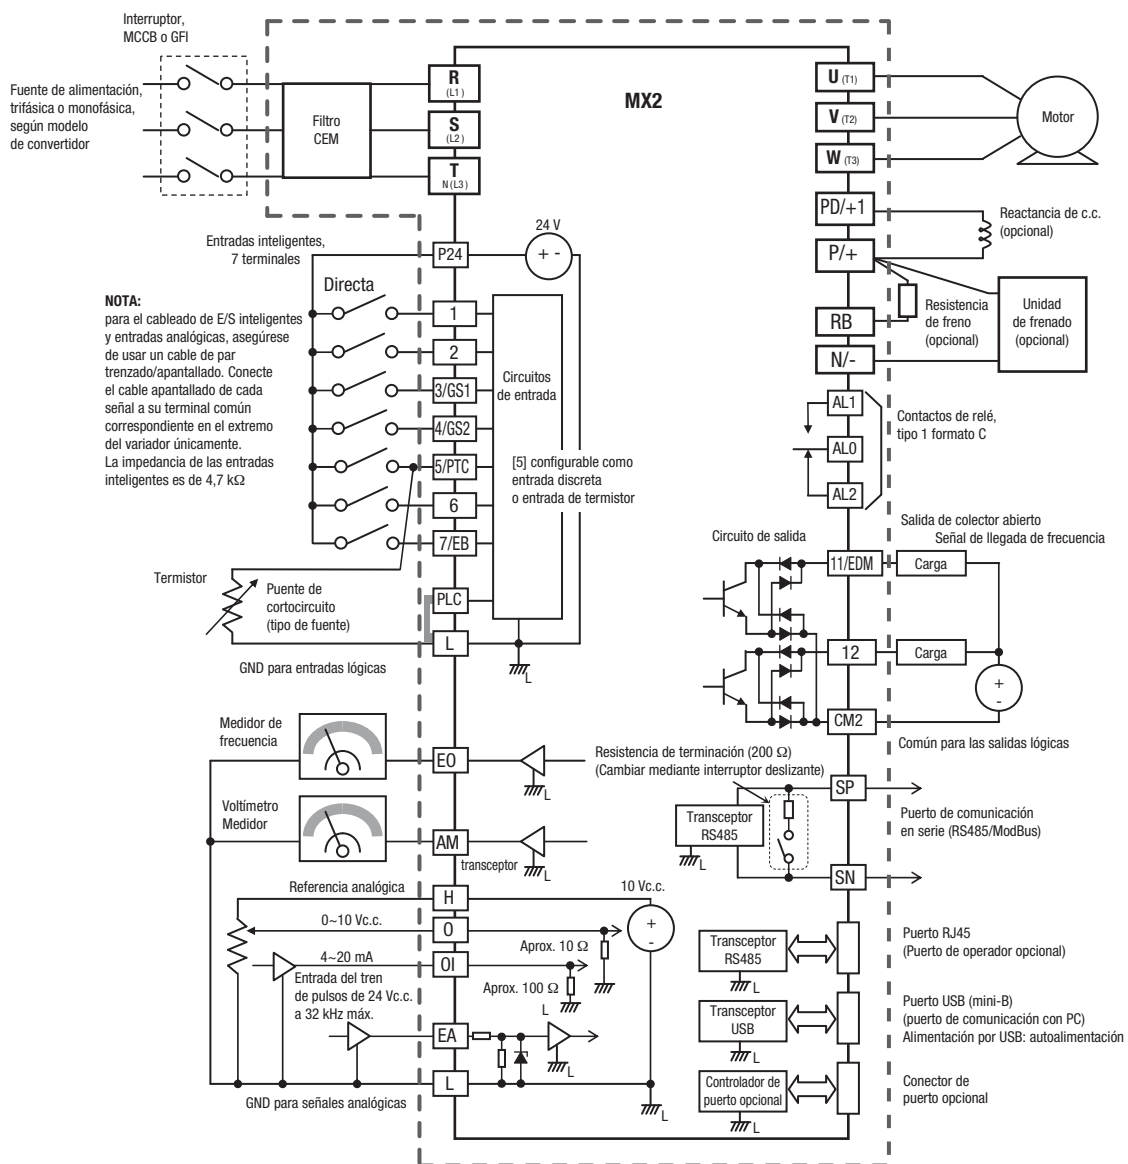 Interruptor,
MCCB o GFI
Fuente de alimentación,
trifásica o monofásica,
según modelo
de convertidor
Filtro
CEM
R
(L1)
S
(L2)
T
N(L3)
MX2
U (T1)
V (T2)
W (T3)
Motor
PD/+1
P/+
Reactancia de c.c.
(opcional)
RB
N/-
Resistencia
de freno
(opcional)
Unidad
de frenado
(opcional)
Entradas inteligentes,
7 terminales
P24
24 V
+ -
Directa
NOTA:
para el cableado de E/S inteligentes
y entradas analógicas, asegúrese
de usar un cable de par
trenzado/apantallado. Conecte
el cable apantallado de cada
señal a su terminal común
correspondiente en el extremo
del variador únicamente.
La impedancia de las entradas
inteligentes es de 4,7 kΩ
1
2
3/GS1
4/GS2
5/PTC
6
7/EB
PLC
L
Circuitos
de entrada
[5] configurable como
entrada discreta
o entrada de termistor
L
Termistor
Puente de
cortocircuito
(tipo de fuente)
GND para entradas lógicas
AL1
AL0
AL2
Contactos de relé,
tipo 1 formato C
Circuito de salida
Salida de colector abierto
Señal de llegada de frecuencia
11/EDM
Carga
12
Carga
+
-
CM2
Común para las salidas lógicas
Medidor de
frecuencia
EO
L
Voltímetro
Medidor
AM
transceptor
L
Resistencia de terminación (200 Ω)
(Cambiar mediante interruptor deslizante)
Transceptor
RS485
L
SP
SN
Puerto de comunicación
en serie (RS485/ModBus)
Referencia analógica
H
10 Vc.c.
+
-
0~10 Vc.c.
O
Aprox. 10 Ω
4~20 mA
OI
Aprox. 100 Ω
L
Entrada del tren
de pulsos de 24 Vc.c.
a 32 kHz máx.
EA
L
L
GND para señales analógicas
L
Transceptor
RS485
L
Puerto RJ45
(Puerto de operador opcional)
Transceptor
USB
L
Puerto USB (mini-B)
(puerto de comunicación con PC)
Alimentación por USB: autoalimentación
Controlador de
puerto opcional
L
Conector de
puerto opcional